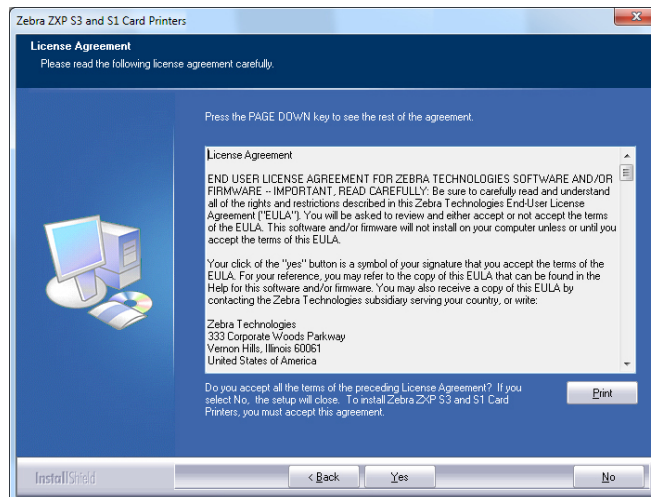 Zebra ZXP S3 and S1 Card Printers
License Agreement
Please read the following license agreement carefully.
Press the PAGE DOWN key to see the rest of the agreement.
License Agreement
END USER LICENSE AGREEMENT FOR ZEBRA TECHNOLOGIES SOFTWARE AND/OR
FIRMWARE -- IMPORTANT, READ CAREFULLY: Be sure to carefully read and understand
all of the rights and restrictions described in this Zebra Technologies End-User License
Agreement ("EULA"). You will be asked to review and either accept or not accept the terms
of the EULA. This software and/or firmware will not install on your computer unless or until you
accept the terms of this EULA.
Your click of the "yes" button is a symbol of your signature that you accept the terms of the
EULA. For your reference, you may refer to the copy of this EULA that can be found in the
Help for this software and/or firmware. You may also receive a copy of this EULA by
contacting the Zebra Technologies subsidiary serving your country, or write:
Zebra Technologies
333 Corporate Woods Parkway
Vernon Hills, Illinois 60061
United States of America
Do you accept all the terms of the preceding License Agreement? If you
select No, the setup will close. To install Zebra ZXP S3 and S1 Card
Printers, you must accept this agreement.
Print
InstallShield
< Back
Yes
No